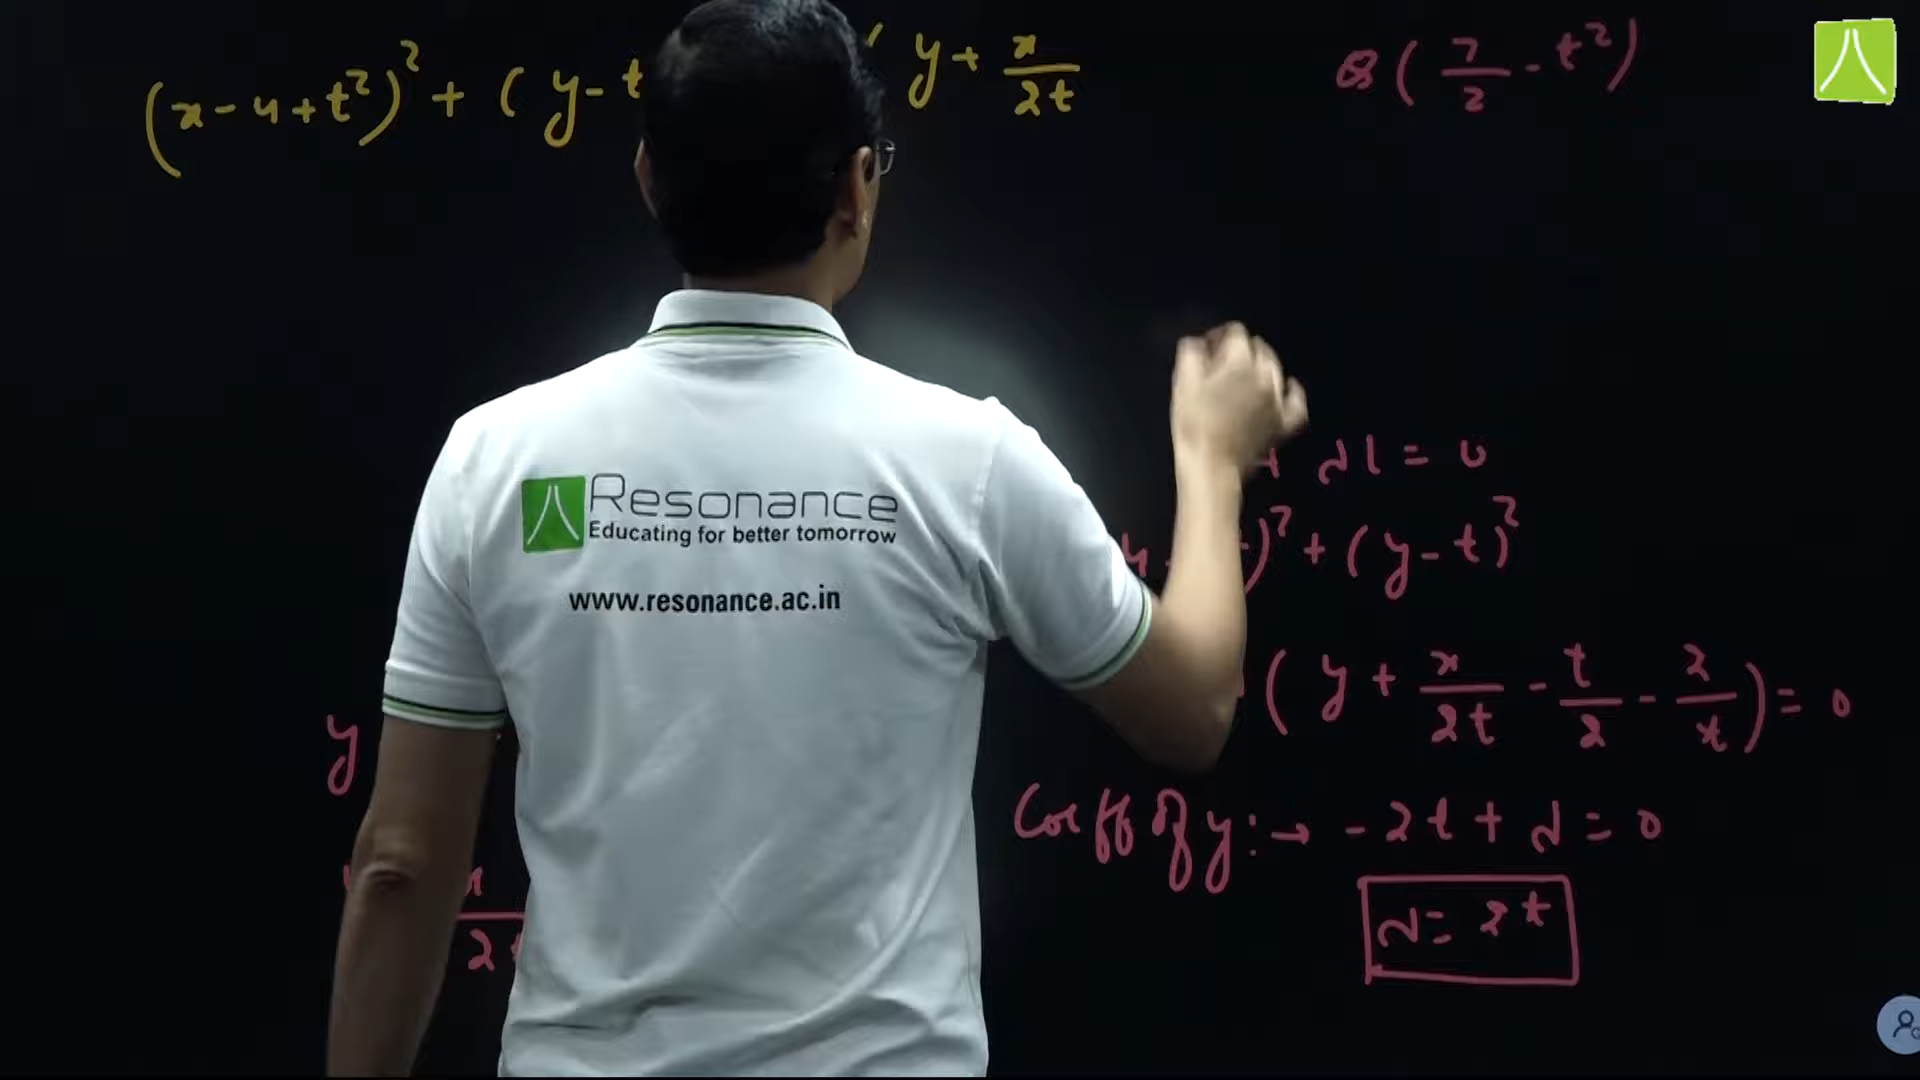 (x-4+t²)² + (y-t y+ x/2t
Q(7/2 - t²)
λl = 0
)² + (y-t)²
(y + x/2t - t/2 - 2/t) = 0
y
Coeff of y: → -2t + λ = 0
x/2t
λ = 2t
Resonance
Educating for better tomorrow
www.resonance.ac.in